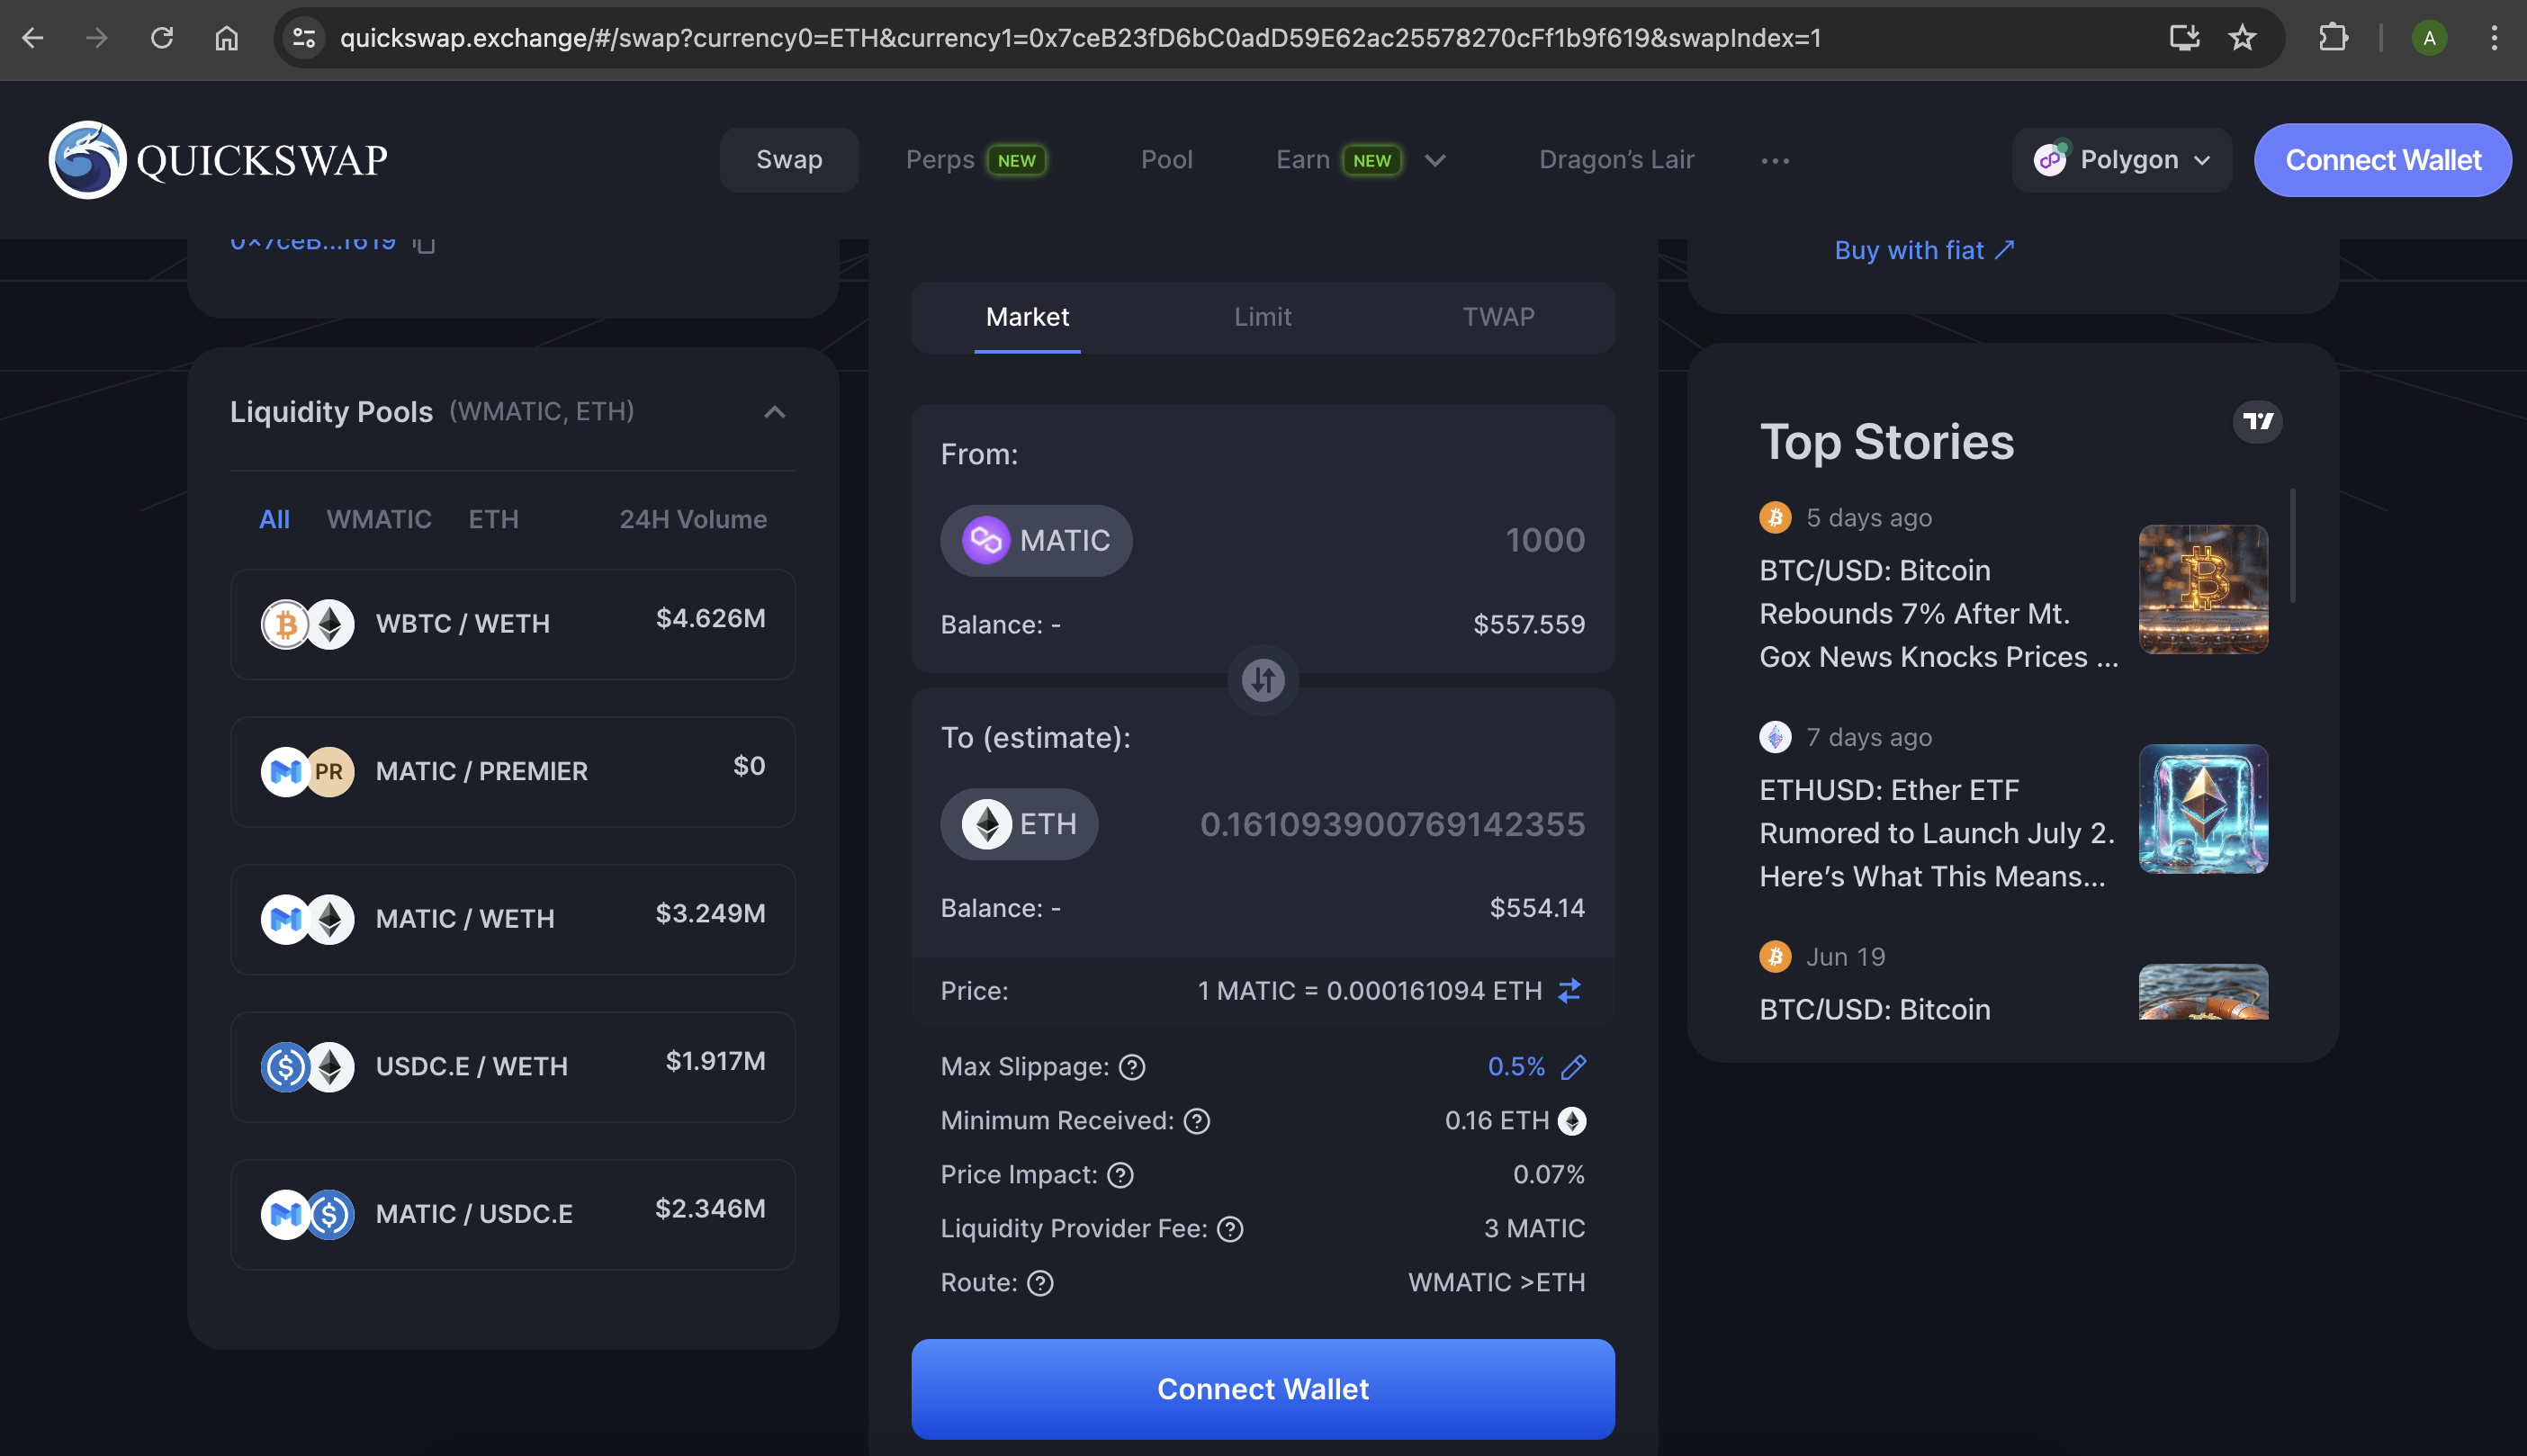 quickswap.exchange/#/swap?currency0=ETH&currency1=0x7ceB23fD6bC0adD59E62ac25578270cFf1b9f619&swapIndex=1
A
QUICKSWAP
Swap
Perps NEW
Pool
Earn NEW
Dragon’s Lair
Polygon
Connect Wallet
0x7ceB...f619
Liquidity Pools (WMATIC, ETH)
All WMATIC ETH 24H Volume
WBTC / WETH $4.626M
PR MATIC / PREMIER $0
MATIC / WETH $3.249M
USDC.E / WETH $1.917M
MATIC / USDC.E $2.346M
Market Limit TWAP
From:
MATIC 1000
Balance: - $557.559
To (estimate):
ETH 0.161093900769142355
Balance: - $554.14
Price: 1 MATIC = 0.000161094 ETH
Max Slippage: ? 0.5%
Minimum Received: ? 0.16 ETH
Price Impact: ? 0.07%
Liquidity Provider Fee: ? 3 MATIC
Route: ? WMATIC >ETH
Connect Wallet
Buy with fiat ↗
Top Stories
5 days ago
BTC/USD: Bitcoin
Rebounds 7% After Mt.
Gox News Knocks Prices ...
7 days ago
ETHUSD: Ether ETF
Rumored to Launch July 2.
Here’s What This Means...
Jun 19
BTC/USD: Bitcoin